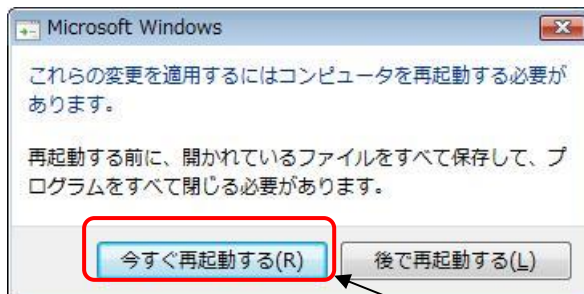 Microsoft Windows
これらの変更を適用するにはコンピュータを再起動する必要が
あります。
再起動する前に、開かれているファイルをすべて保存して、プ
ログラムをすべて閉じる必要があります。
今すぐ再起動する(R) 後で再起動する(L)